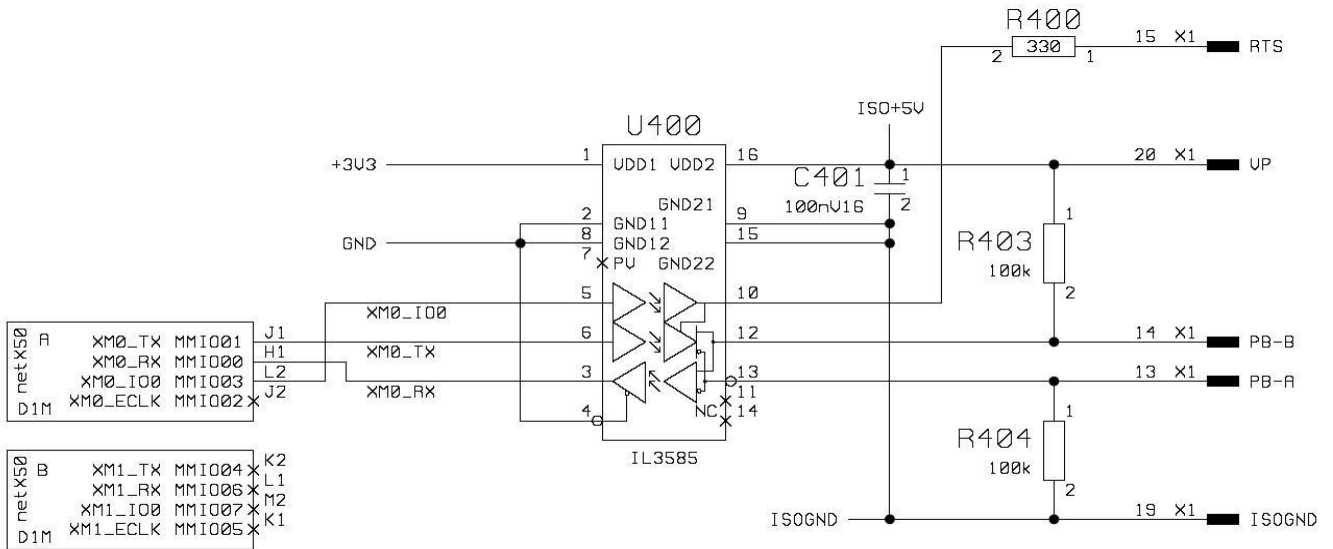 R400
15 X1 RTS
330
2 1
ISO+5V
U400
+3V3 1 VDD1 VDD2 16 20 X1 VP
C401 1
100nV16 2
GND21
2 GND11 9
GND 8 GND12 15
7 PV GND22
R403 1
100k 2
5 10
XM0_IO0
netX50 A XM0_TX MMIO01 J1 6 12 14 X1 PB-B
XM0_TX
XM0_RX MMIO00 H1
XM0_IO0 MMIO03 L2 3 13 13 X1 PB-A
XM0_RX
D1M XM0_ECLK MMIO02 J2 4 11
NC 14
R404 1
100k 2
IL3585
netX50 B XM1_TX MMIO04 K2
XM1_RX MMIO06 L1
XM1_IO0 MMIO07 M2
D1M XM1_ECLK MMIO05 K1
ISOGND 19 X1 ISOGND